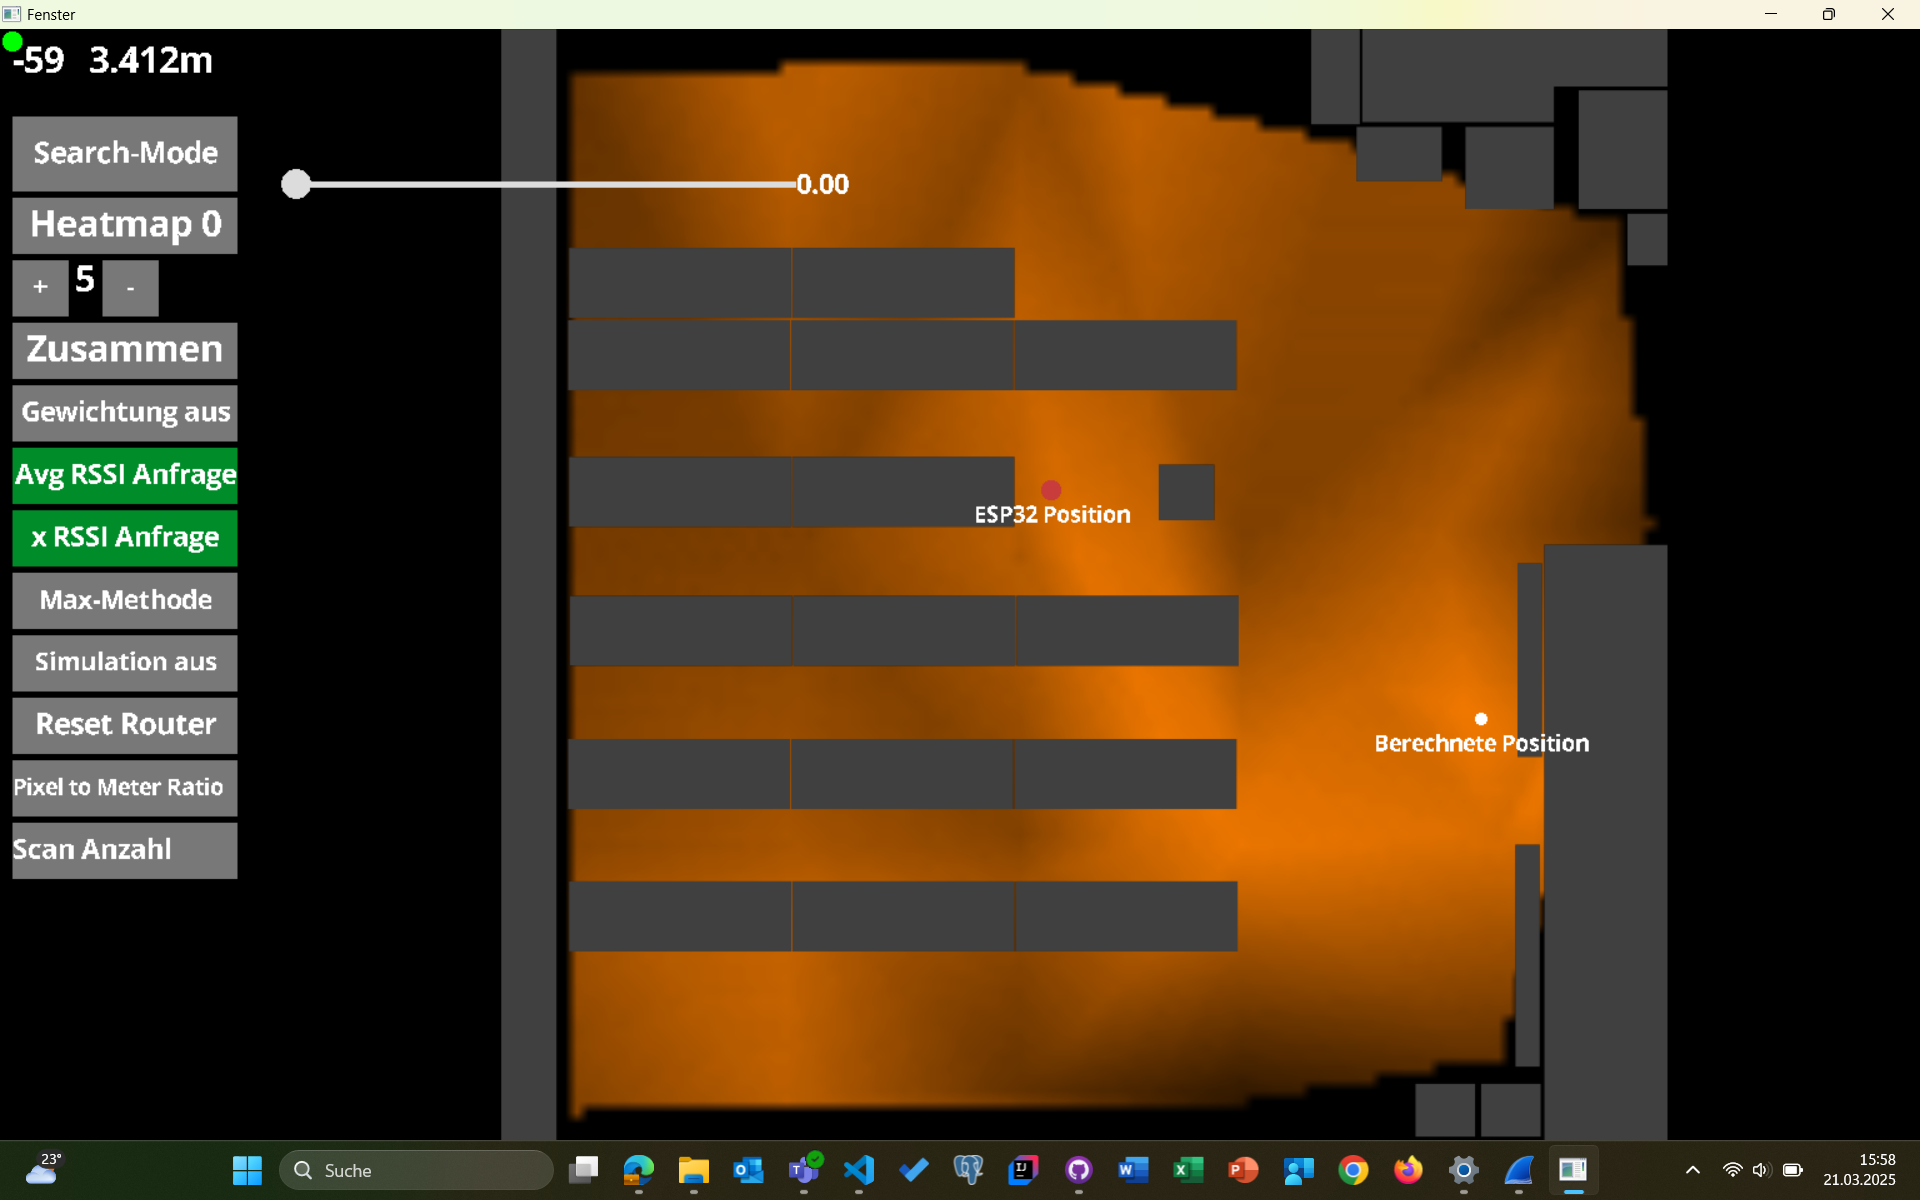 Fenster
-59 3.412m
Search-Mode
0.00
Heatmap 0
+ 5 -
Zusammen
Gewichtung aus
Avg RSSI Anfrage
x RSSI Anfrage
ESP32 Position
Max-Methode
Simulation aus
Reset Router
Berechnete Position
Pixel to Meter Ratio
Scan Anzahl
23°
Suche
15:58
21.03.2025